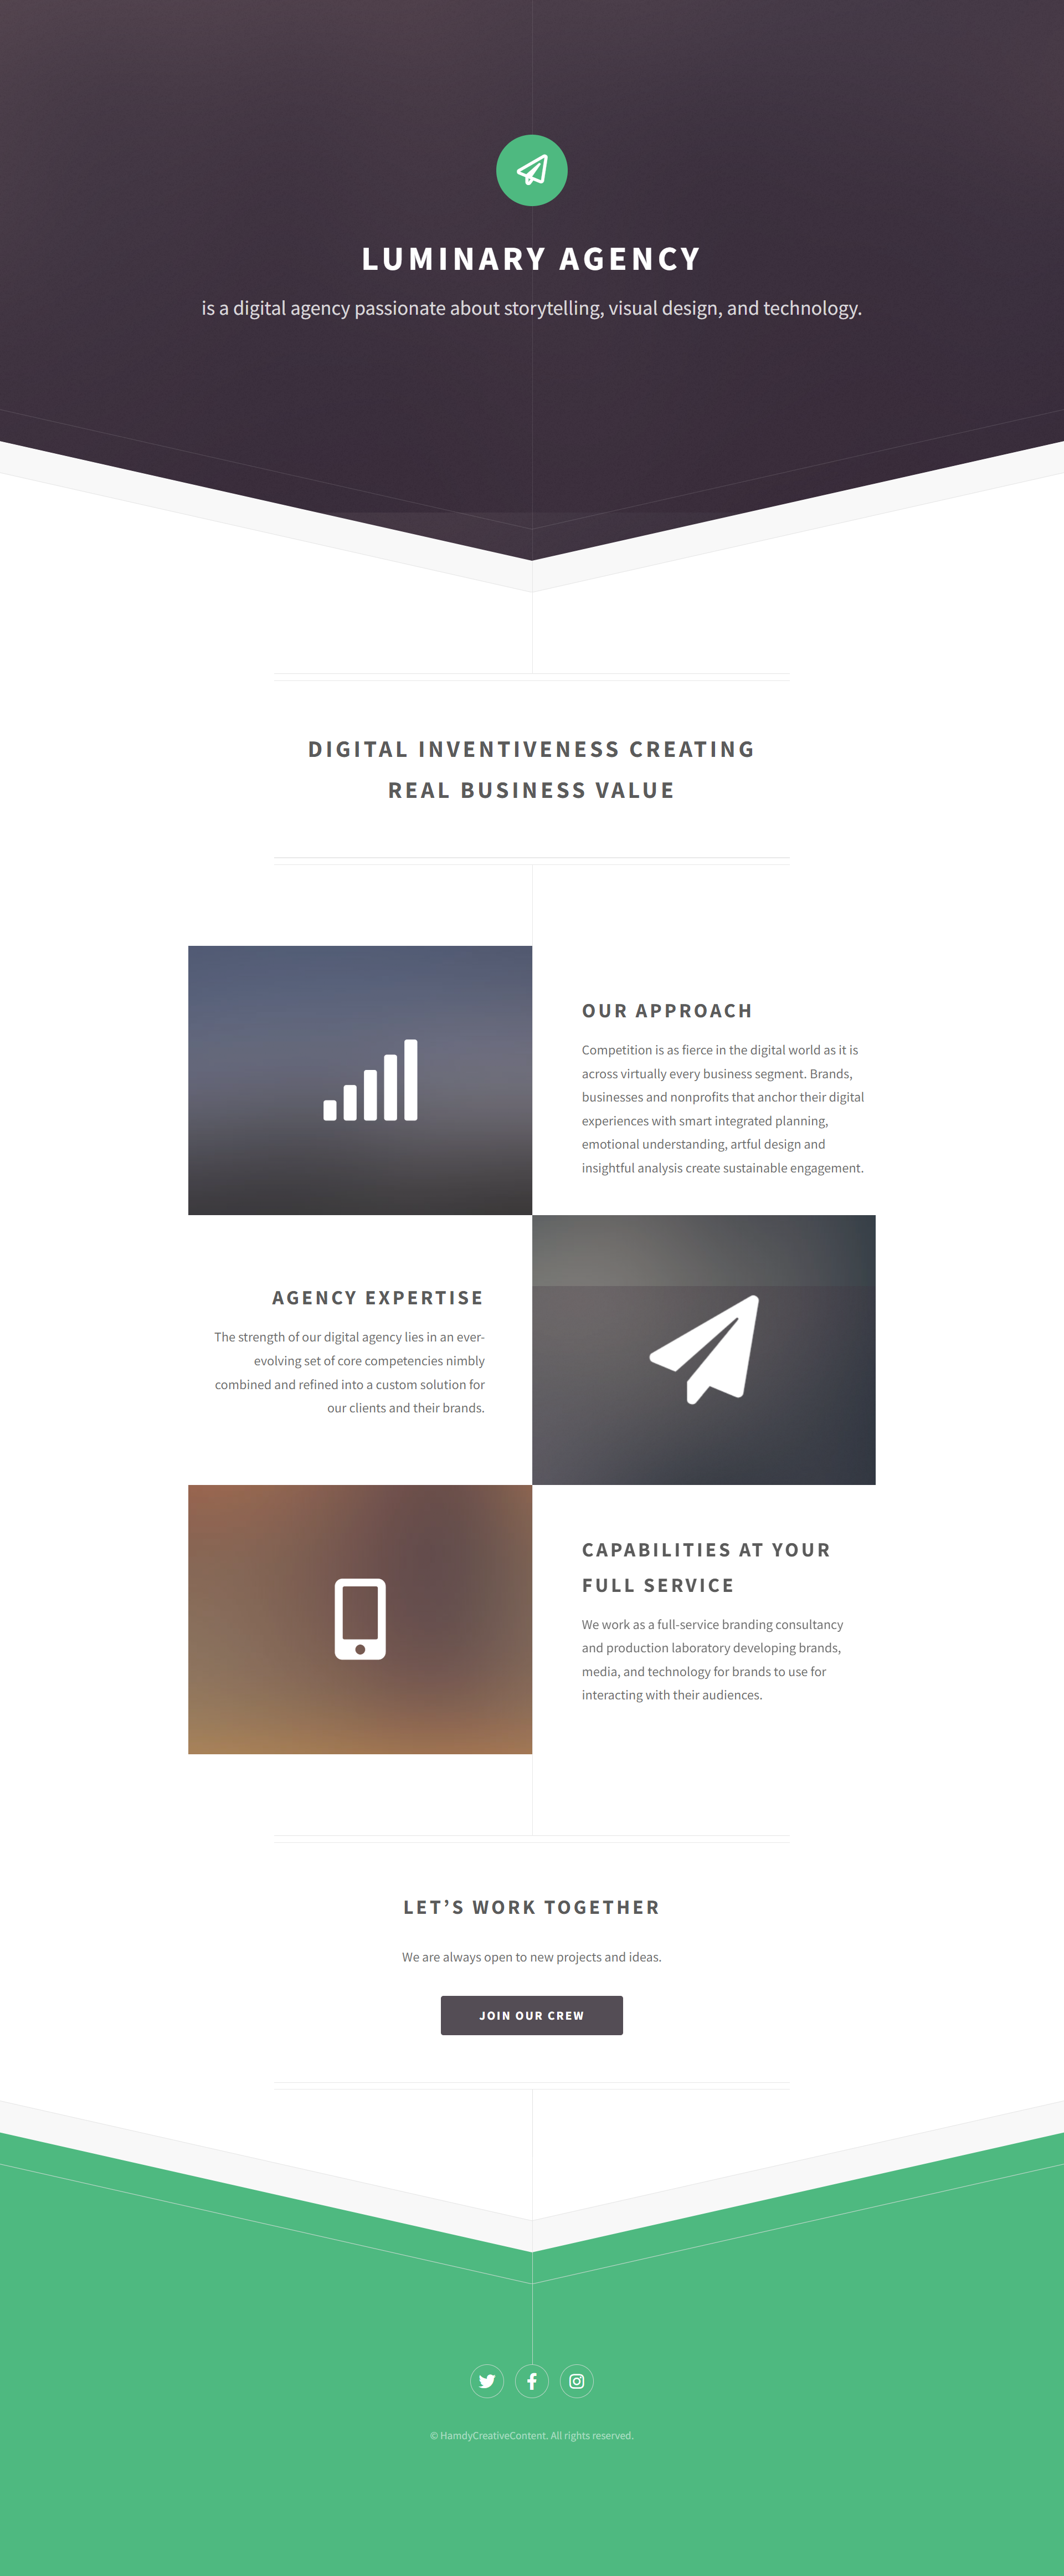 LUMINARY AGENCY
is a digital agency passionate about storytelling, visual design, and technology.
DIGITAL INVENTIVENESS CREATING
REAL BUSINESS VALUE
OUR APPROACH
Competition is as fierce in the digital world as it is
across virtually every business segment. Brands,
businesses and nonprofits that anchor their digital
experiences with smart integrated planning,
emotional understanding, artful design and
insightful analysis create sustainable engagement.
AGENCY EXPERTISE
The strength of our digital agency lies in an ever-
evolving set of core competencies nimbly
combined and refined into a custom solution for
our clients and their brands.
CAPABILITIES AT YOUR
FULL SERVICE
We work as a full-service branding consultancy
and production laboratory developing brands,
media, and technology for brands to use for
interacting with their audiences.
LET’S WORK TOGETHER
We are always open to new projects and ideas.
JOIN OUR CREW
© HamdyCreativeContent. All rights reserved.